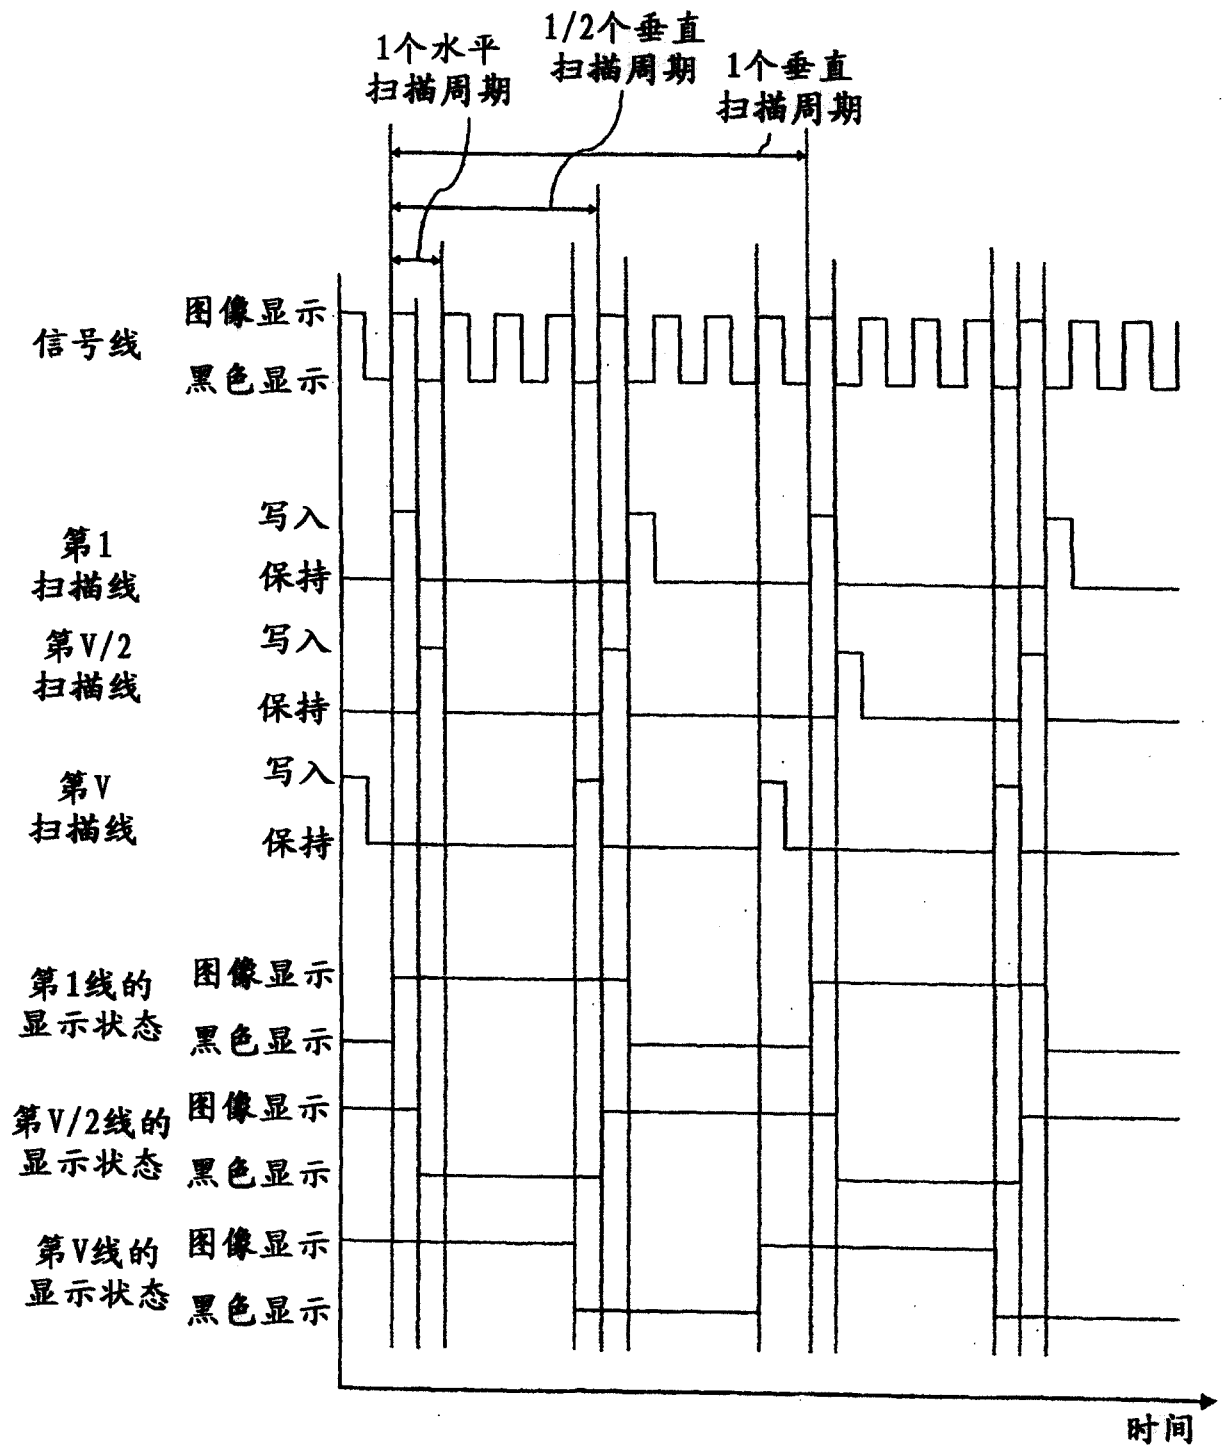 1个水平
扫描周期
1/2个垂直
扫描周期
1个垂直
扫描周期
信号线
图像显示
黑色显示
第1
扫描线
写入
保持
第V/2
扫描线
写入
保持
第V
扫描线
写入
保持
第1线的
显示状态
图像显示
黑色显示
第V/2线的
显示状态
图像显示
黑色显示
第V线的
显示状态
图像显示
黑色显示
时间